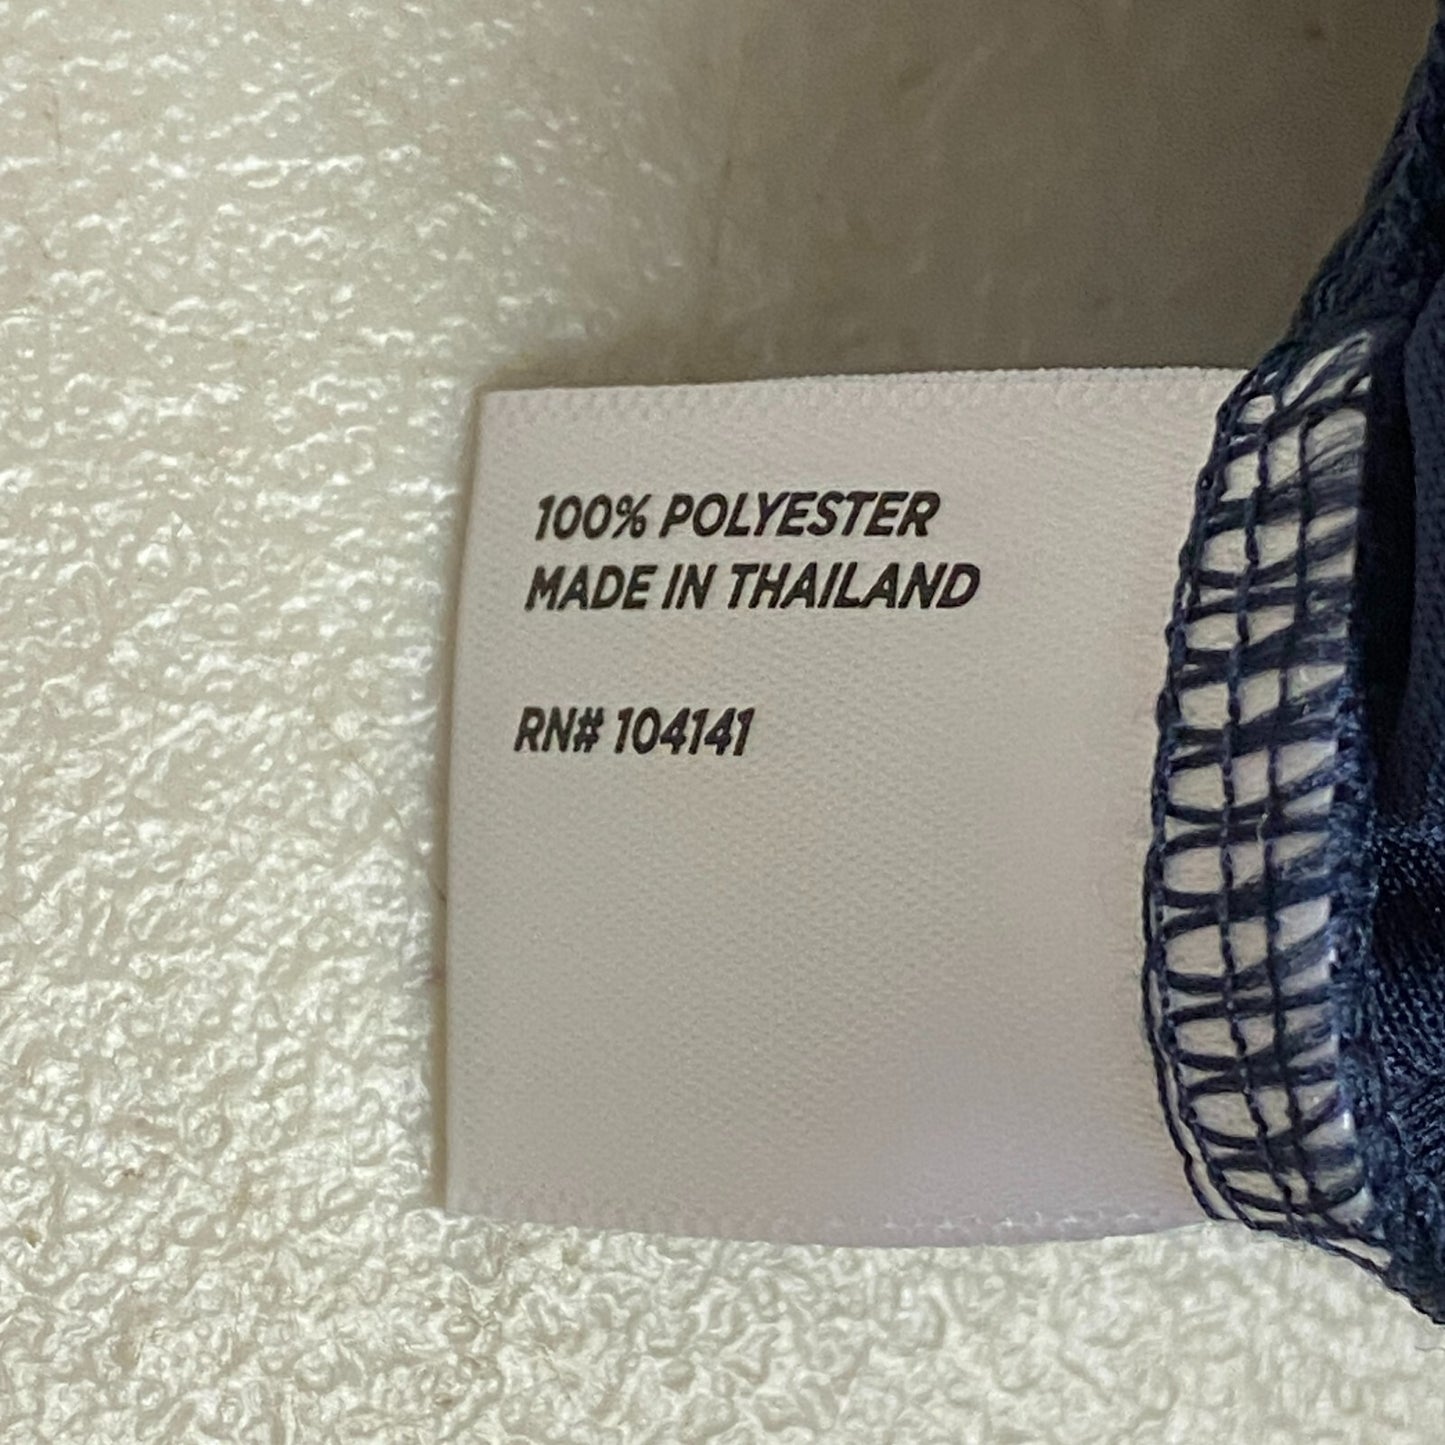 100% POLYESTER
MADE IN THAILAND
RN# 104141